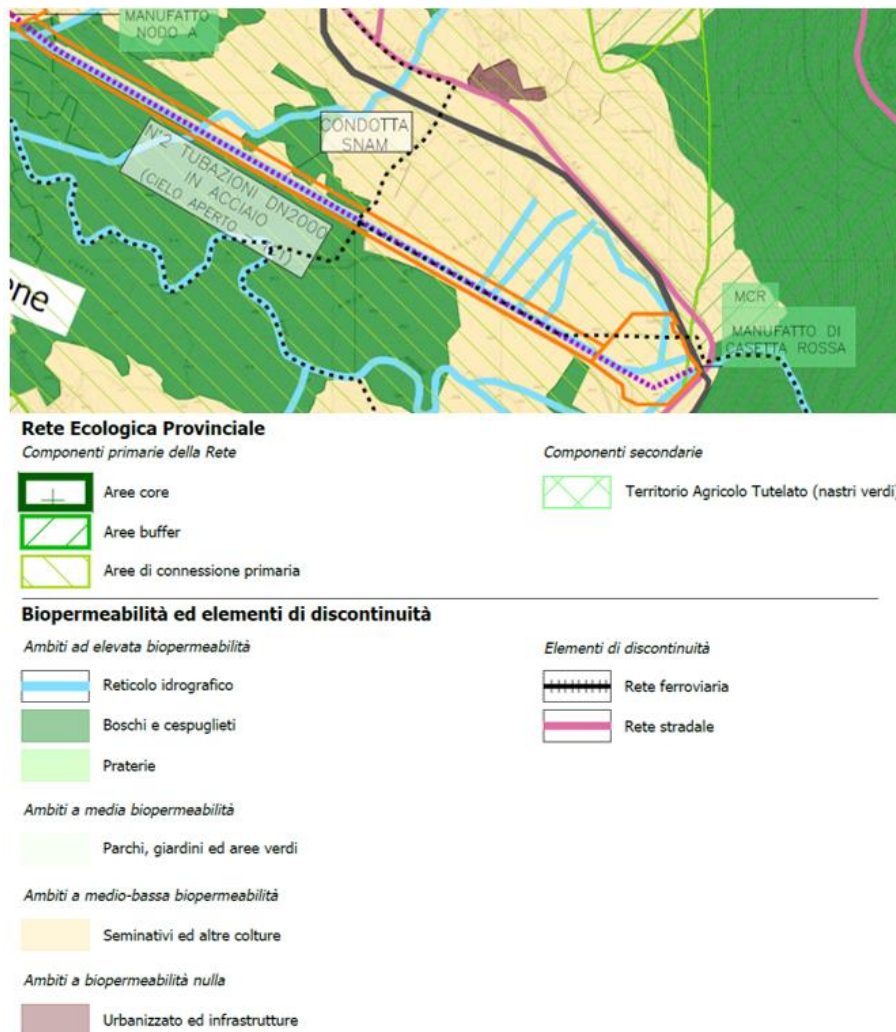 MANUFATTO
NODO A
CONDOTTA
SNAM
N°2 TUBAZIONI DN2000
IN ACCIAIO
(CIELO APERTO
ne
MCR
MANUFATTO DI
CASETTA ROSSA
Rete Ecologica Provinciale
Componenti primarie della Rete
Componenti secondarie
Aree core
Territorio Agricolo Tutelato (nastri verdi)
Aree buffer
Aree di connessione primaria
Biopermeabilità ed elementi di discontinuità
Ambiti ad elevata biopermeabilità
Elementi di discontinuità
Reticolo idrografico
Rete ferroviaria
Boschi e cespuglieti
Rete stradale
Praterie
Ambiti a media biopermeabilità
Parchi, giardini ed aree verdi
Ambiti a medio-bassa biopermeabilità
Seminativi ed altre colture
Ambiti a biopermeabilità nulla
Urbanizzato ed infrastrutture